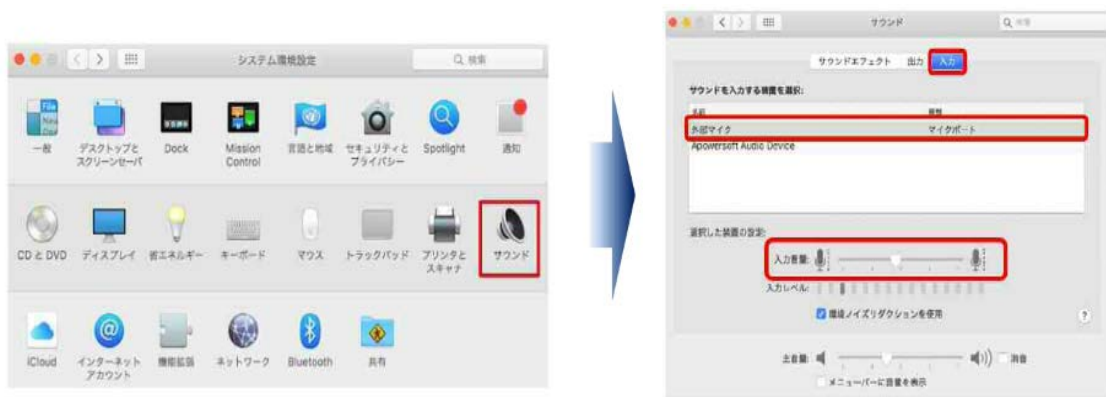 システム環境設定
検索
File
New
一般
デスクトップと
スクリーンセーバ
Dock
Mission
Control
言語と地域
セキュリティと
プライバシー
Spotlight
通知
CD と DVD
ディスプレイ
省エネルギー
キーボード
マウス
トラックパッド
プリンタと
スキャナ
サウンド
iCloud
インターネット
アカウント
機能拡張
ネットワーク
Bluetooth
共有
サウンド
検索
サウンドエフェクト
出力
入力
サウンドを入力する装置を選択:
名前
種類
外部マイク
マイクポート
Apowersoft Audio Device
選択した装置の設定:
入力音量:
入力レベル:
環境ノイズリダクションを使用
?
主音量:
消音
メニューバーに音量を表示